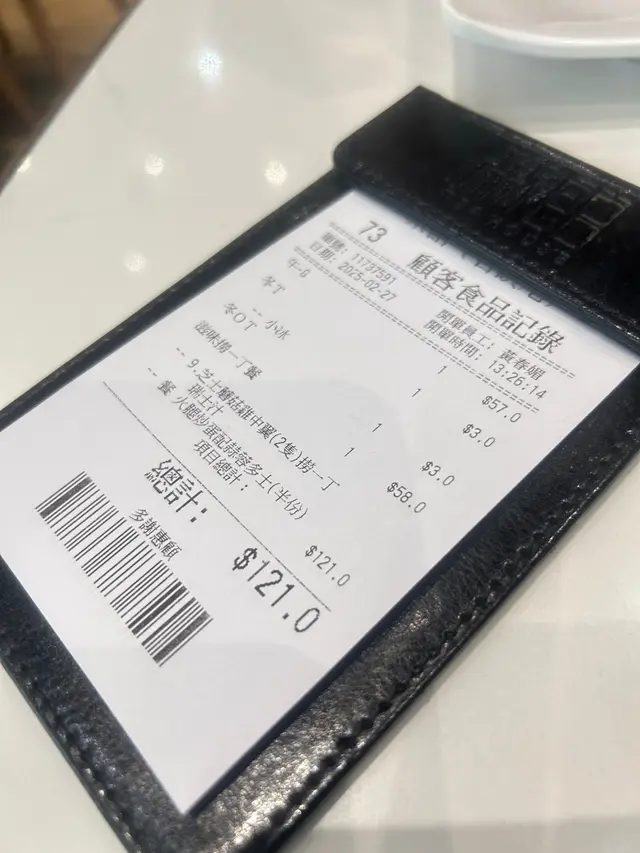 73
顧客食品記錄
單號: 11797591
開單員工: 黃春媚
日期: 2025-02-27
開單時間: 13:26:14
午-G 1 $57.0
冬T 1 $3.0
-- 小冰
冬OT 1 $3.0
滋味撈一丁餐 1 $58.0
-- 9.芝士蘑菇雞中翼(2隻)撈一丁
瑞士汁
-- 餐 火腿炒蛋配蒜蓉多士(半份)
項目總計: $121.0
總計: $121.0
多謝惠顧